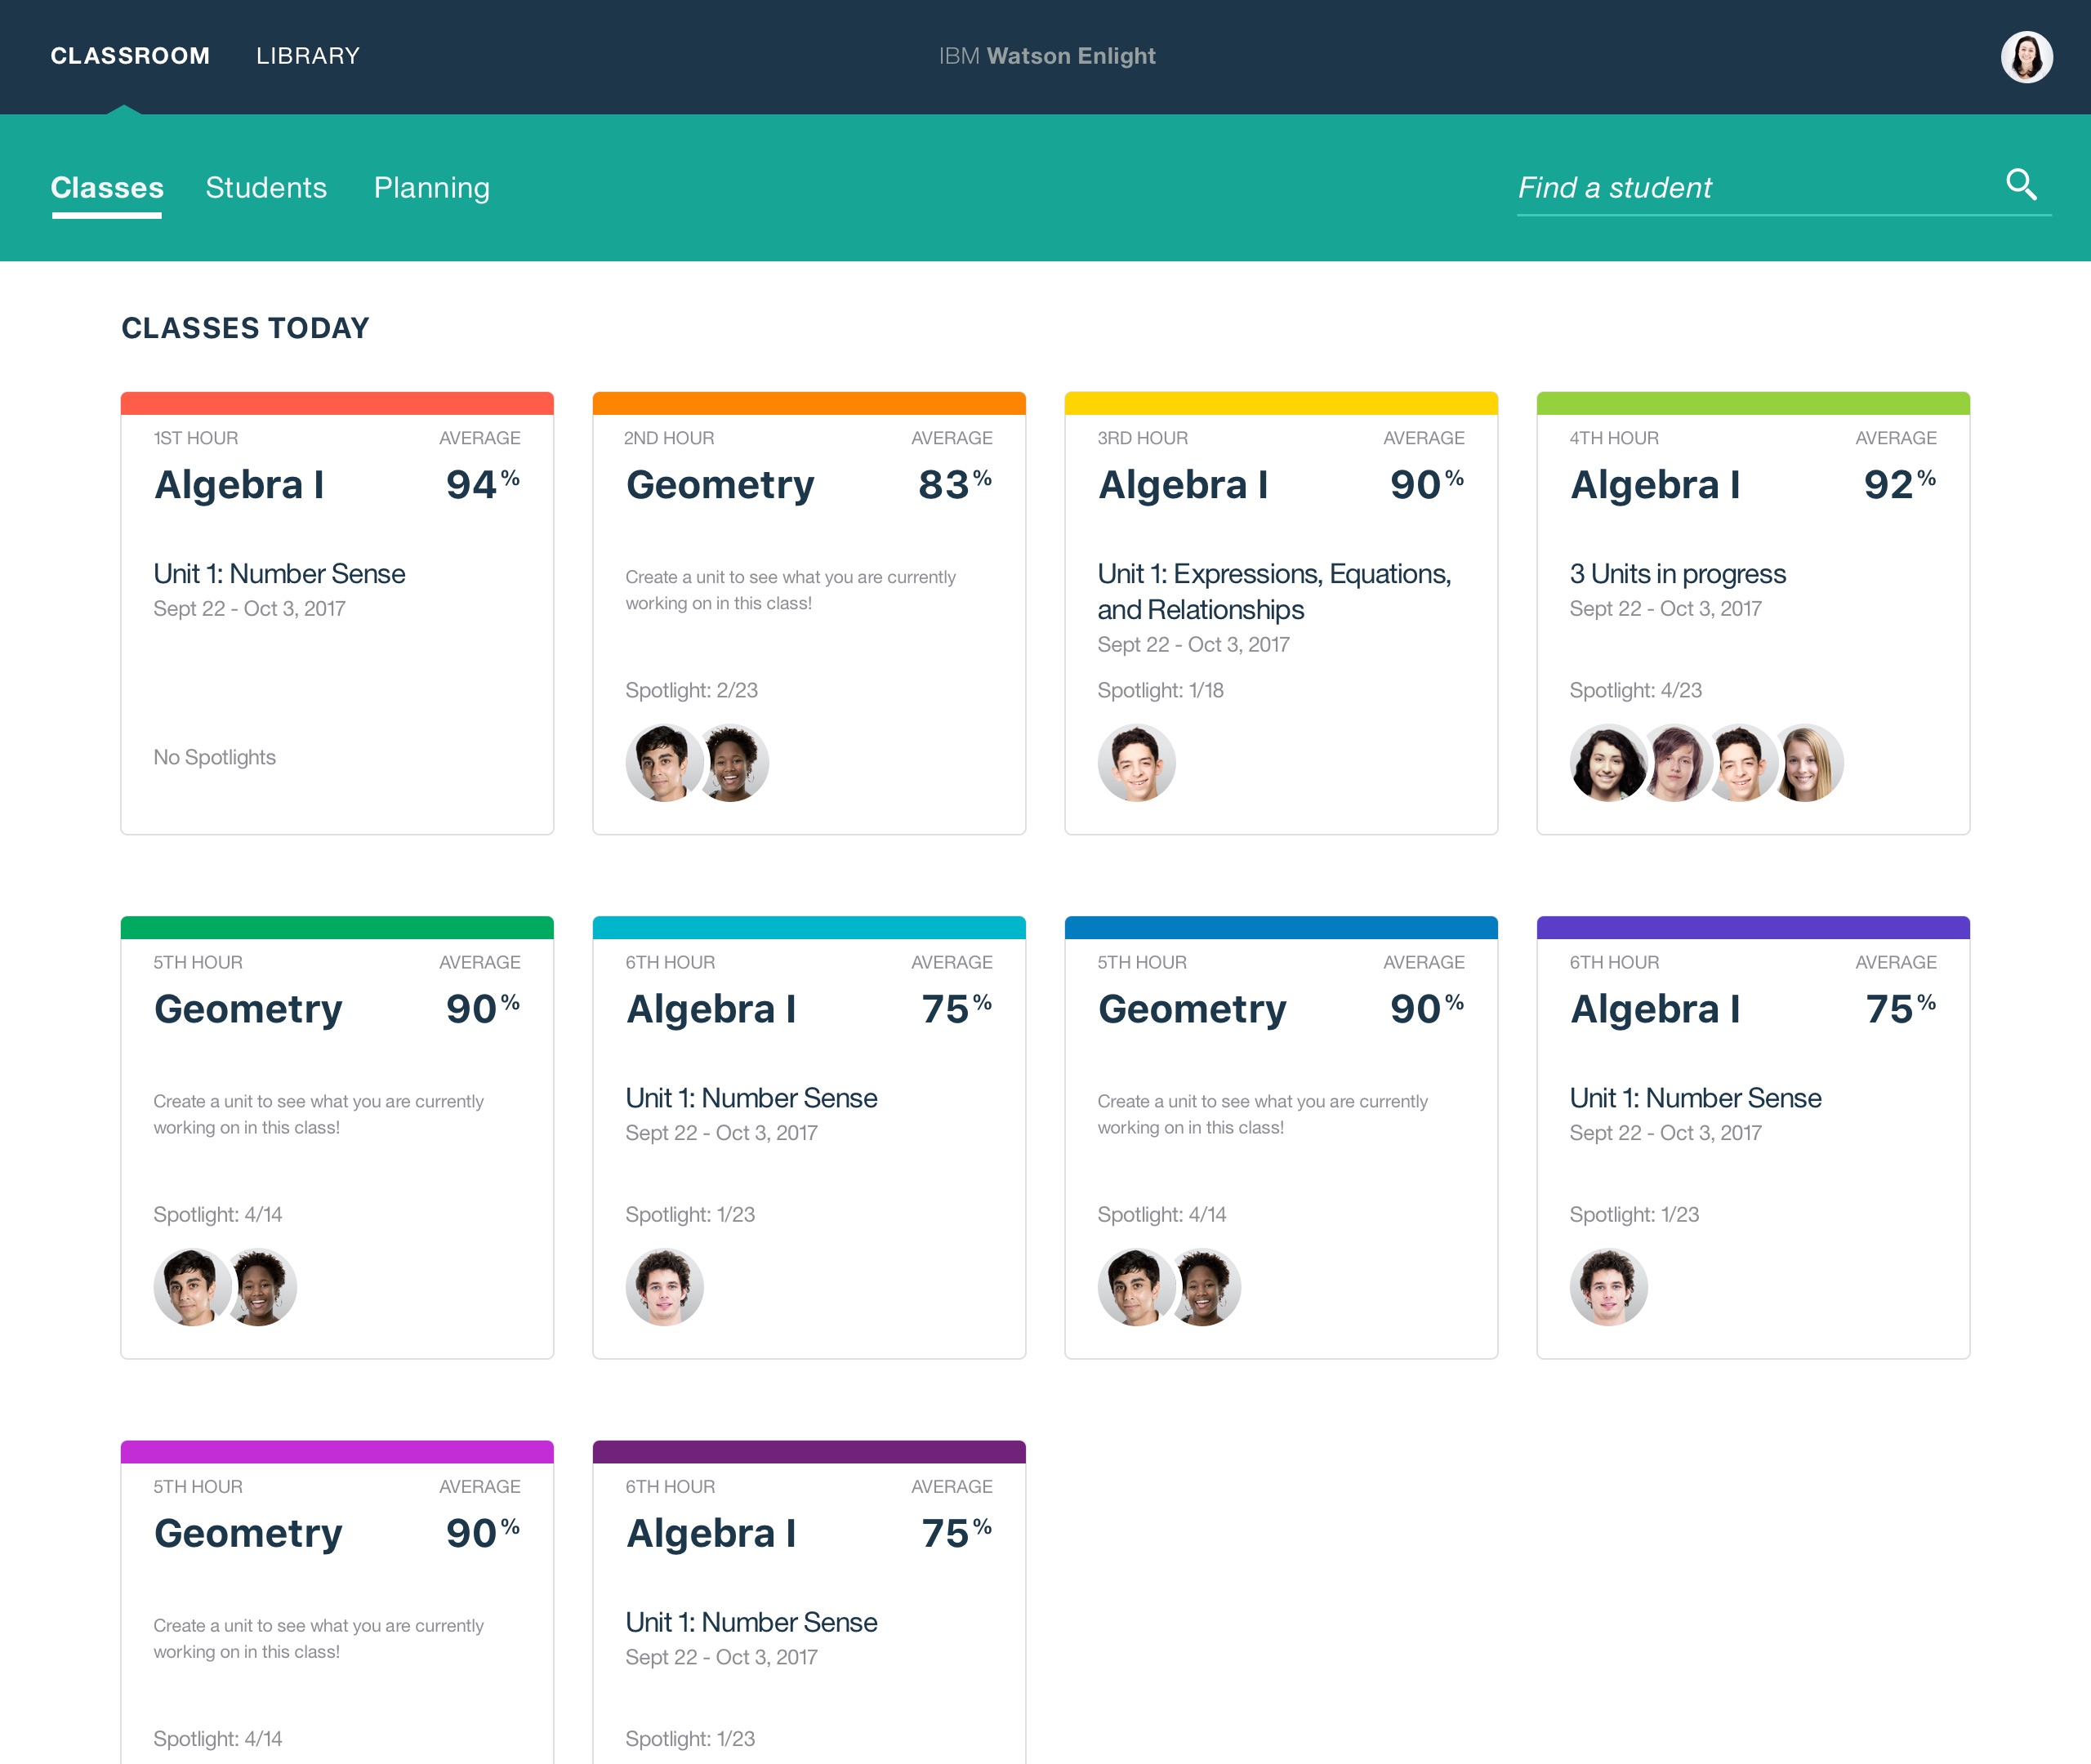 CLASSROOM LIBRARY IBM Watson Enlight
Classes Students Planning Find a student
CLASSES TODAY
1ST HOUR AVERAGE
Algebra I 94%
Unit 1: Number Sense
Sept 22 - Oct 3, 2017
No Spotlights
2ND HOUR AVERAGE
Geometry 83%
Create a unit to see what you are currently
working on in this class!
Spotlight: 2/23
3RD HOUR AVERAGE
Algebra I 90%
Unit 1: Expressions, Equations,
and Relationships
Sept 22 - Oct 3, 2017
Spotlight: 1/18
4TH HOUR AVERAGE
Algebra I 92%
3 Units in progress
Sept 22 - Oct 3, 2017
Spotlight: 4/23
5TH HOUR AVERAGE
Geometry 90%
Create a unit to see what you are currently
working on in this class!
Spotlight: 4/14
6TH HOUR AVERAGE
Algebra I 75%
Unit 1: Number Sense
Sept 22 - Oct 3, 2017
Spotlight: 1/23
5TH HOUR AVERAGE
Geometry 90%
Create a unit to see what you are currently
working on in this class!
Spotlight: 4/14
6TH HOUR AVERAGE
Algebra I 75%
Unit 1: Number Sense
Sept 22 - Oct 3, 2017
Spotlight: 1/23
5TH HOUR AVERAGE
Geometry 90%
Create a unit to see what you are currently
working on in this class!
Spotlight: 4/14
6TH HOUR AVERAGE
Algebra I 75%
Unit 1: Number Sense
Sept 22 - Oct 3, 2017
Spotlight: 1/23